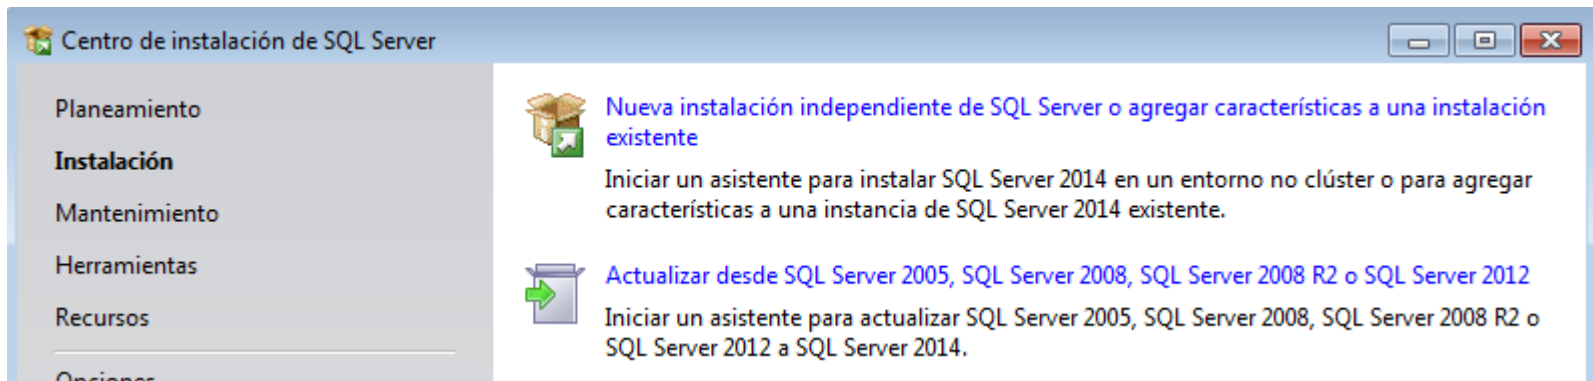 Centro de instalación de SQL Server
Planeamiento
Instalación
Mantenimiento
Herramientas
Recursos
Opciones
Nueva instalación independiente de SQL Server o agregar características a una instalación
existente
Iniciar un asistente para instalar SQL Server 2014 en un entorno no clúster o para agregar
características a una instancia de SQL Server 2014 existente.
Actualizar desde SQL Server 2005, SQL Server 2008, SQL Server 2008 R2 o SQL Server 2012
Iniciar un asistente para actualizar SQL Server 2005, SQL Server 2008, SQL Server 2008 R2 o
SQL Server 2012 a SQL Server 2014.